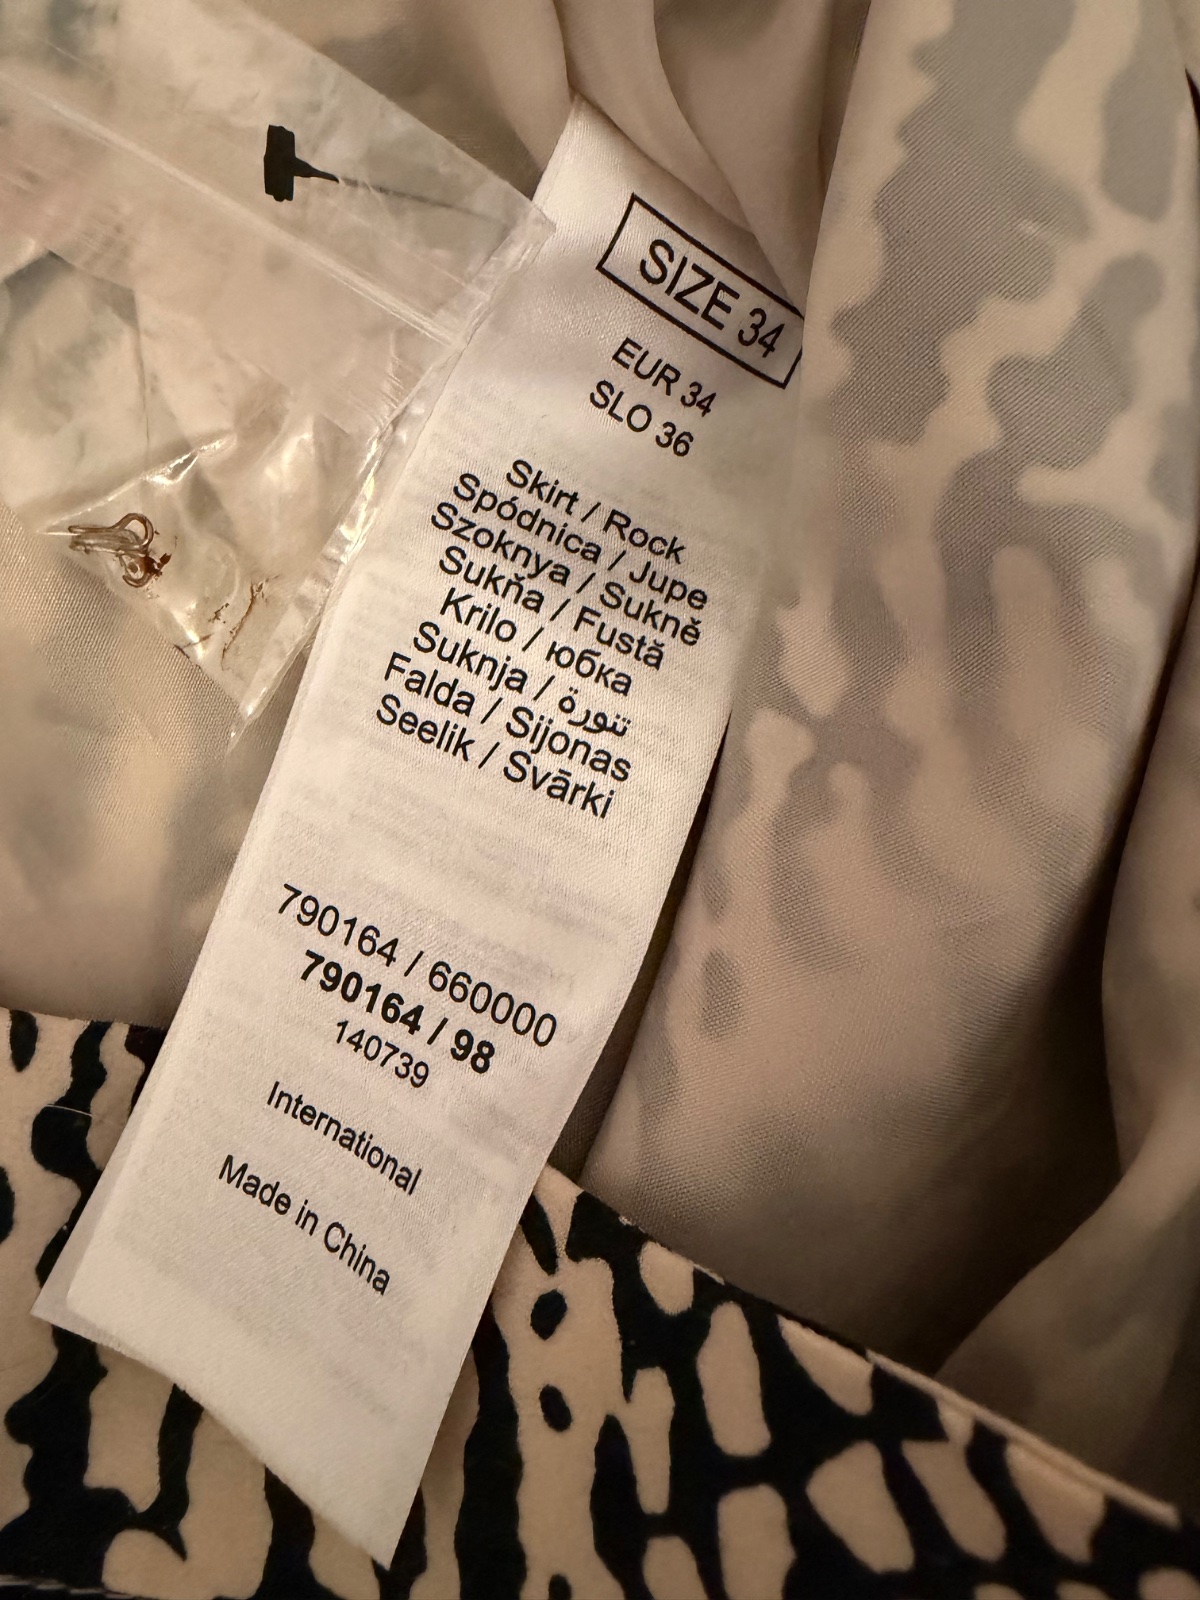 SIZE 34
EUR 34
SLO 36
Skirt / Rock
Spódnica / Jupe
Szoknya / Sukně
Sukňa / Fustă
Krilo / юбка
Suknja / تنورة
Falda / Sijonas
Seelik / Svārki
790164 / 660000
790164 / 98
140739
International
Made in China